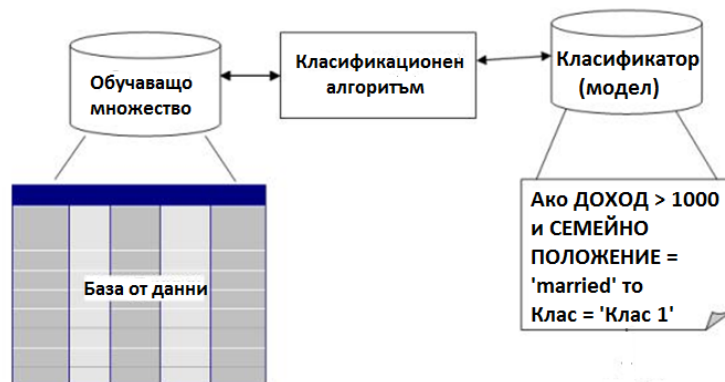 Обучаващо
множество
Класификационен
алгоритъм
Класификатор
(модел)
База от данни
Ако ДОХОД > 1000
и СЕМЕЙНО
ПОЛОЖЕНИЕ =
'married' то
Клас = 'Клас 1'